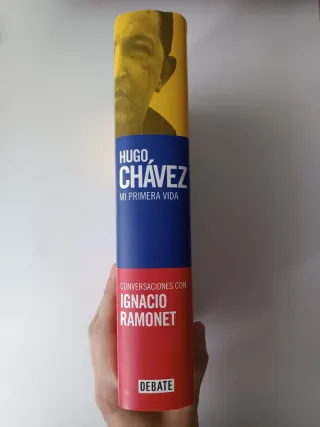 HUGO
CHÁVEZ
MI PRIMERA VIDA
CONVERSACIONES CON
IGNACIO
RAMONET
DEBATE